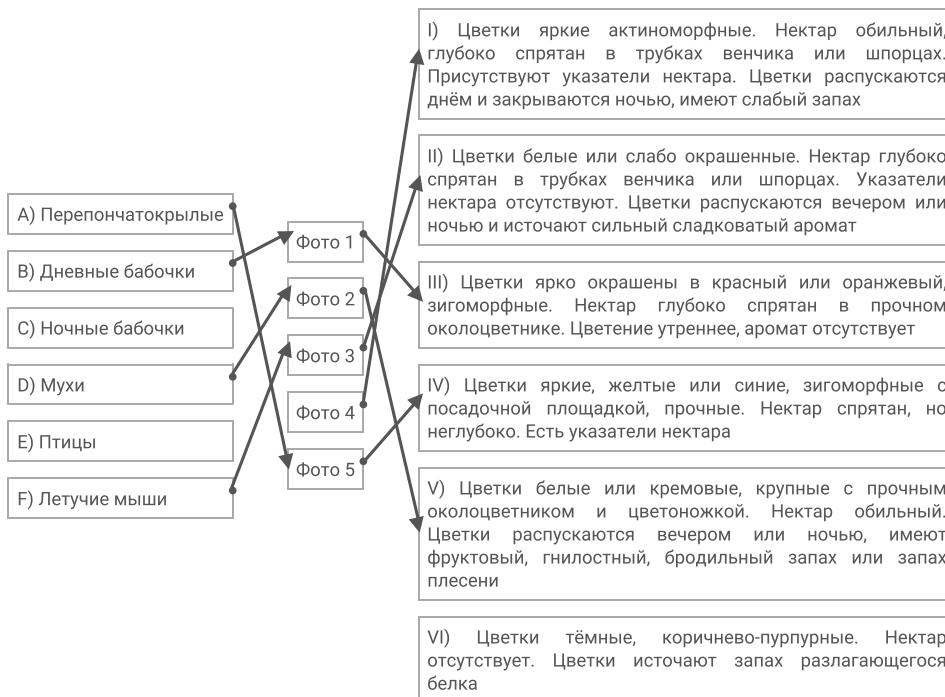 А) Перепончатокрылые
B) Дневные бабочки
C) Ночные бабочки
D) Мухи
E) Птицы
F) Летучие мыши
Фото 1
Фото 2
Фото 3
Фото 4
Фото 5
I) Цветки яркие актиноморфные. Нектар обильный,
глубоко спрятан в трубках венчика или шпорцах.
Присутствуют указатели нектара. Цветки распускаются
днём и закрываются ночью, имеют слабый запах
II) Цветки белые или слабо окрашенные. Нектар глубоко
спрятан в трубках венчика или шпорцах. Указатели
нектара отсутствуют. Цветки распускаются вечером или
ночью и источают сильный сладковатый аромат
III) Цветки ярко окрашены в красный или оранжевый,
зигоморфные. Нектар глубоко спрятан в прочном
околоцветнике. Цветение утреннее, аромат отсутствует
IV) Цветки яркие, желтые или синие, зигоморфные с
посадочной площадкой, прочные. Нектар спрятан, но
неглубоко. Есть указатели нектара
V) Цветки белые или кремовые, крупные с прочным
околоцветником и цветоножкой. Нектар обильный.
Цветки распускаются вечером или ночью, имеют
фруктовый, гнилостный, бродильный запах или запах
плесени
VI) Цветки тёмные, коричнево-пурпурные. Нектар
отсутствует. Цветки источают запах разлагающегося
белка